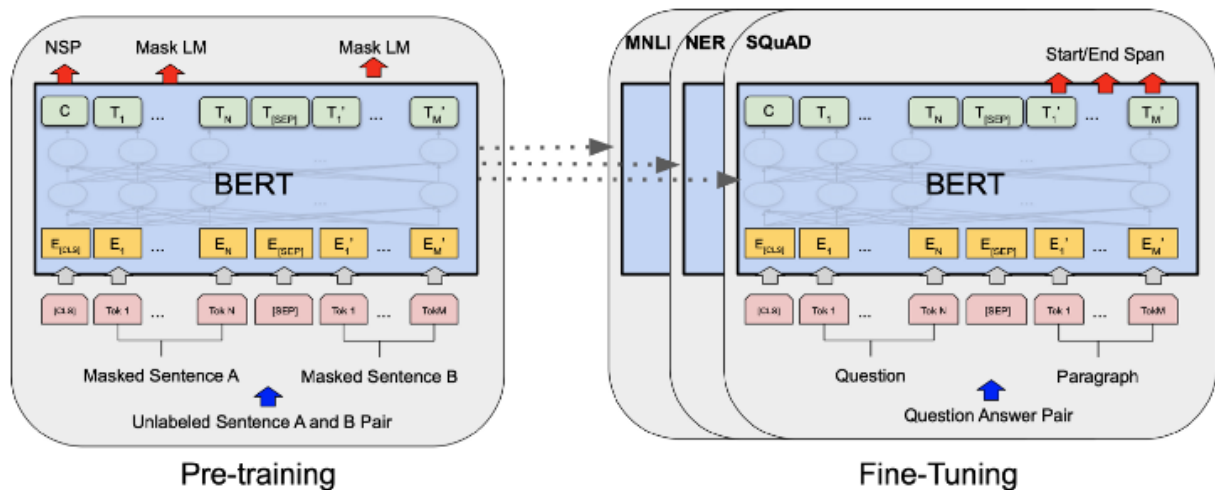 NSP Mask LM Mask LM
C T1 ... TN T[SEP] T1' ... TM'
...
...
BERT
E[CLS] E1 ... EN E[SEP] E1' ... EM'
[CLS] Tok 1 ... Tok N [SEP] Tok 1 ... TokM
Masked Sentence A Masked Sentence B
Unlabeled Sentence A and B Pair
Pre-training
MNLI NER SQuAD
Start/End Span
C T1 ... TN T[SEP] T1' ... TM'
...
...
BERT
E[CLS] E1 ... EN E[SEP] E1' ... EM'
[CLS] Tok 1 ... Tok N [SEP] Tok 1 ... TokM
Question Paragraph
Question Answer Pair
Fine-Tuning